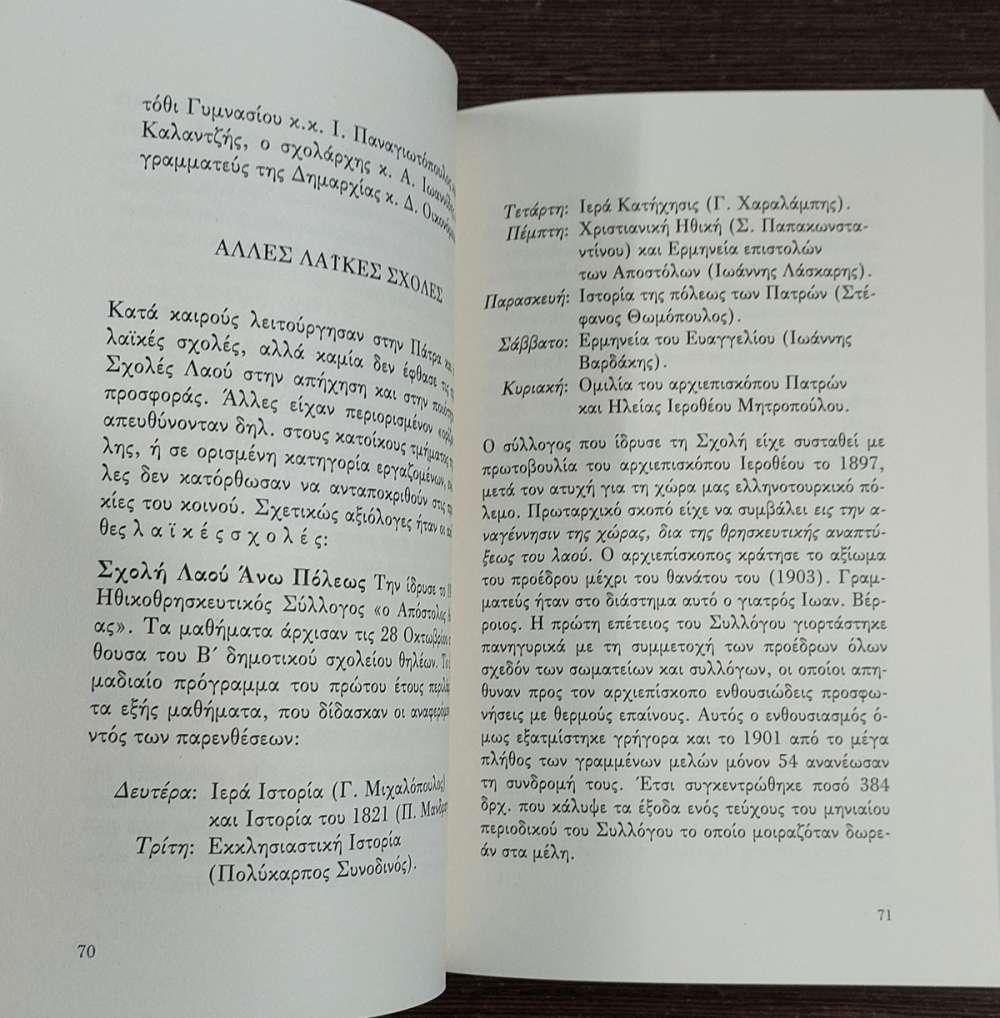 τόθι Γυμνασίου κ.κ. Ι. Παναγιωτόπουλος
Καλαντζής, ο σχολάρχης κ. Α.
γραμματεύς της Δημαρχίας κ. Δ.
ΑΛΛΕΣ ΛΑΪΚΕΣ ΣΧΟΛΕΣ
Κατά καιρούς λειτούργησαν στην Πάτρα
λαϊκές σχολές, αλλά καμία δεν έφθασε τις
Σχολές Λαού στην απήχηση και στην
προσφοράς. Άλλες είχαν περιορισμένον
απευθύνονταν δηλ. στους κατοίκους τμήματος
λης, ή σε ορισμένη κατηγορία εργαζομένων,
λες δεν κατόρθωσαν να ανταποκριθούν στις
κίες του κοινού. Σχετικώς αξιόλογες ήταν οι
θες λ α ϊ κ έ ς σ χ ο λ έ ς:
Σχολή Λαού Άνω Πόλεως Την ίδρυσε το
Ηθικοθρησκευτικός Σύλλογος «ο Απόστολος
ας». Τα μαθήματα άρχισαν τις 28 Οκτωβρίου
θουσα του Β΄ δημοτικού σχολείου θηλέων.
μαδιαίο πρόγραμμα του πρώτου έτους
τα εξής μαθήματα, που δίδασκαν οι
ντός των παρενθέσεων:
Δευτέρα: Ιερά Ιστορία (Γ. Μιχαλόπουλος)
και Ιστορία του 1821 (Π.
Τρίτη: Εκκλησιαστική Ιστορία
(Πολύκαρπος Συνοδινός).
70
Τετάρτη: Ιερά Κατήχησις (Γ. Χαραλάμπης).
Πέμπτη: Χριστιανική Ηθική (Σ. Παπακωνστα-
ντίνου) και Ερμηνεία επιστολών
των Αποστόλων (Ιωάννης Λάσκαρης).
Παρασκευή: Ιστορία της πόλεως των Πατρών (Στέ-
φανος Θωμόπουλος).
Σάββατο: Ερμηνεία του Ευαγγελίου (Ιωάννης
Βαρδάκης).
Κυριακή: Ομιλία του αρχιεπισκόπου Πατρών
και Ηλείας Ιεροθέου Μητροπούλου.
Ο σύλλογος που ίδρυσε τη Σχολή είχε συσταθεί με
πρωτοβουλία του αρχιεπισκόπου Ιεροθέου το 1897,
μετά τον ατυχή για τη χώρα μας ελληνοτουρκικό πό-
λεμο. Πρωταρχικό σκοπό είχε να συμβάλει εις την α-
ναγέννησιν της χώρας, δια της θρησκευτικής αναπτύ-
ξεως του λαού. Ο αρχιεπίσκοπος κράτησε το αξίωμα
του προέδρου μέχρι του θανάτου του (1903). Γραμ-
ματεύς ήταν στο διάστημα αυτό ο γιατρός Ιωαν. Βέρ-
ροιος. Η πρώτη επέτειος του Συλλόγου γιορτάστηκε
πανηγυρικά με τη συμμετοχή των προέδρων όλων
σχεδόν των σωματείων και συλλόγων, οι οποίοι απη-
θυναν προς τον αρχιεπίσκοπο ενθουσιώδεις προσφω-
νήσεις με θερμούς επαίνους. Αυτός ο ενθουσιασμός ό-
μως εξατμίστηκε γρήγορα και το 1901 από το μέγα
πλήθος των γραμμένων μελών μόνον 54 ανανέωσαν
τη συνδρομή τους. Έτσι συγκεντρώθηκε ποσό 384
δρχ. που κάλυψε τα έξοδα ενός τεύχους του μηνιαίου
περιοδικού του Συλλόγου το οποίο μοιραζόταν δωρε-
άν στα μέλη.
71